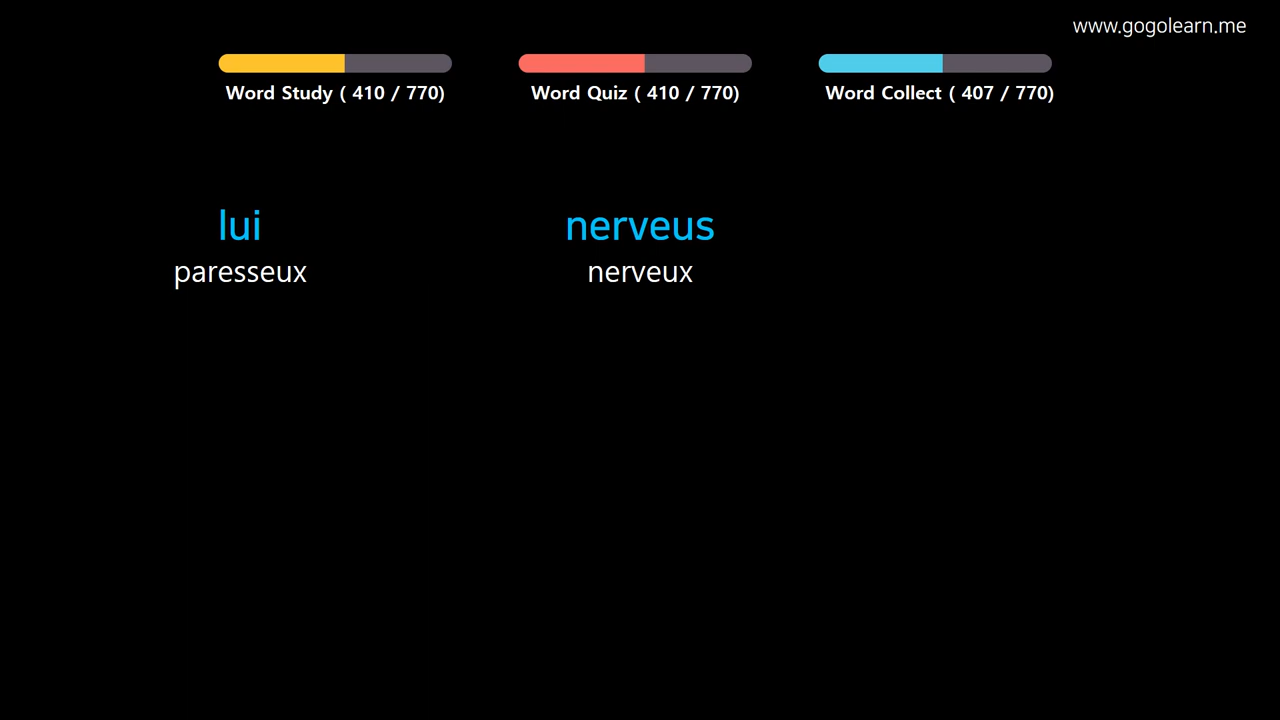 www.gogolearn.me
Word Study ( 410 / 770)
Word Quiz ( 410 / 770)
Word Collect ( 407 / 770)
lui
nerveus
paresseux
nerveux